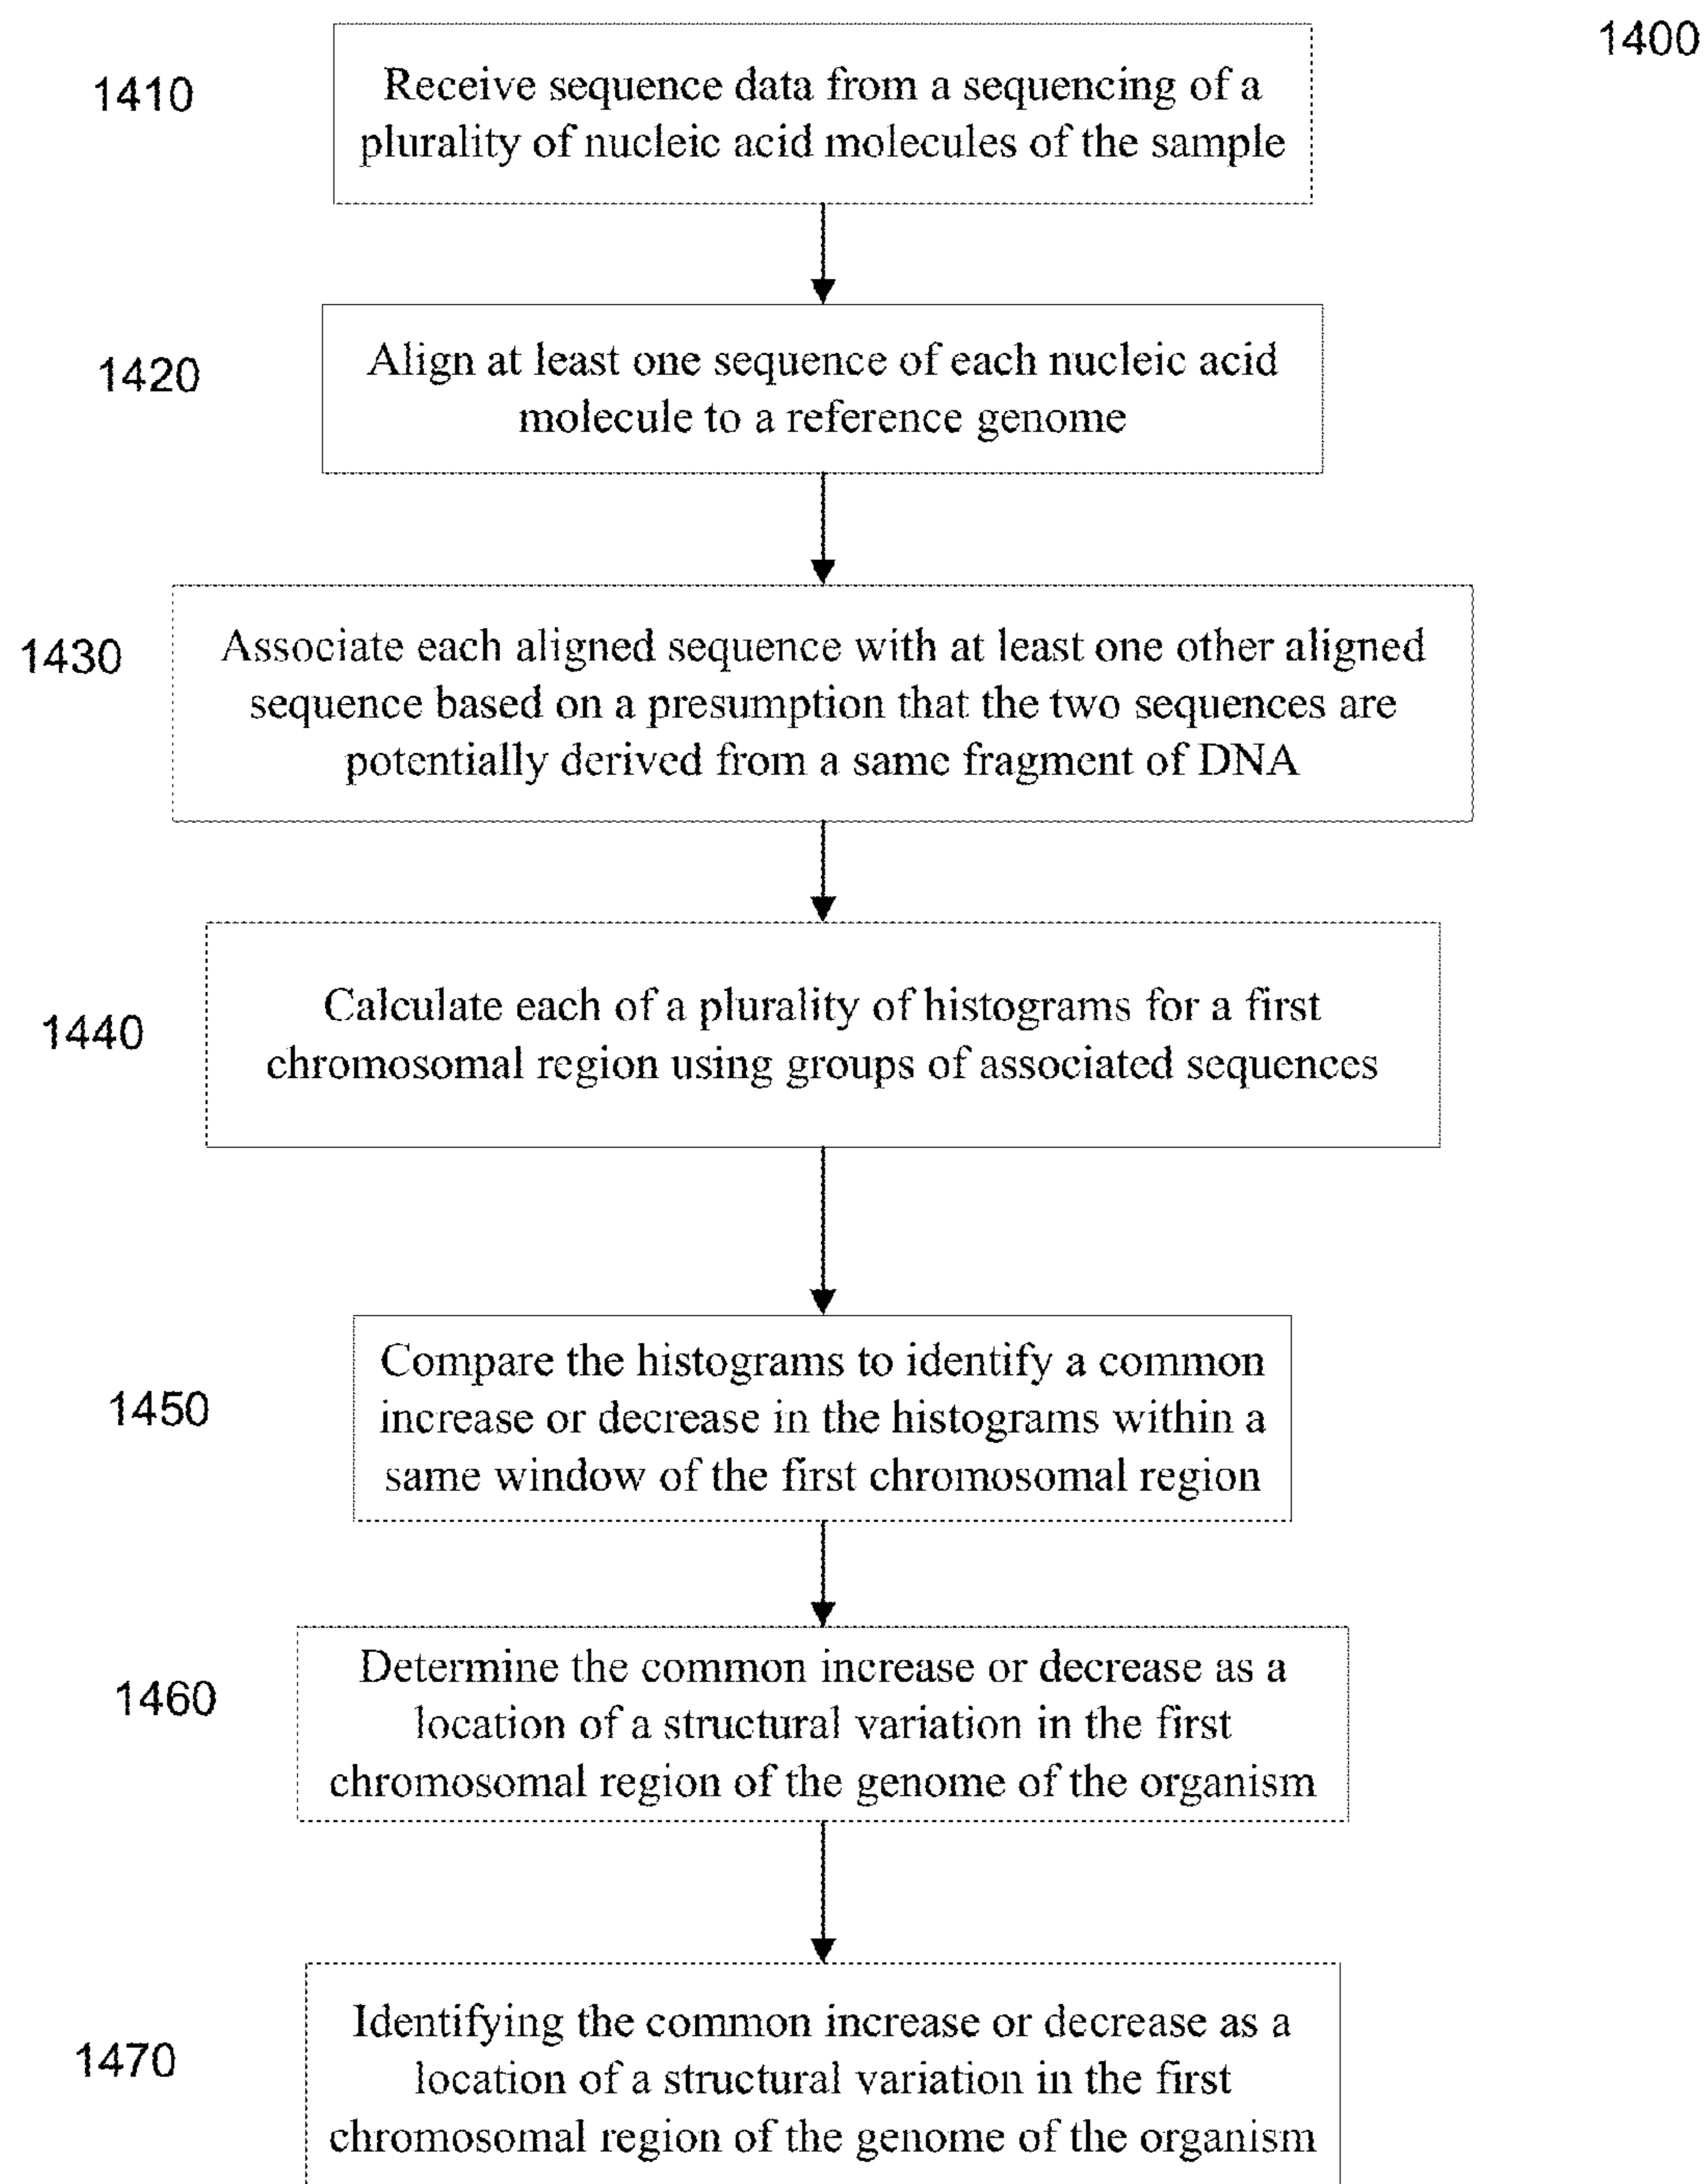 1400
1410
Receive sequence data from a sequencing of a
plurality of nucleic acid molecules of the sample
1420
Align at least one sequence of each nucleic acid
molecule to a reference genome
1430
Associate each aligned sequence with at least one other aligned
sequence based on a presumption that the two sequences are
potentially derived from a same fragment of DNA
1440
Calculate each of a plurality of histograms for a first
chromosomal region using groups of associated sequences
1450
Compare the histograms to identify a common
increase or decrease in the histograms within a
same window of the first chromosomal region
1460
Determine the common increase or decrease as a
location of a structural variation in the first
chromosomal region of the genome of the organism
1470
Identifying the common increase or decrease as a
location of a structural variation in the first
chromosomal region of the genome of the organism